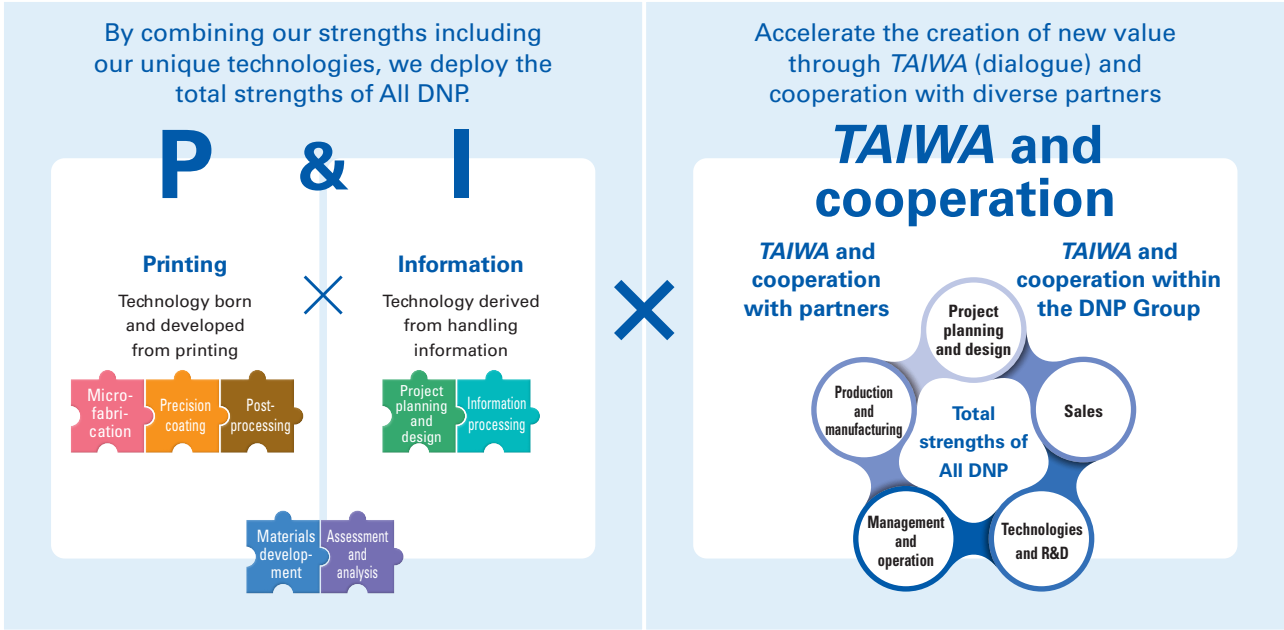 By combining our strengths including
our unique technologies, we deploy the
total strengths of All DNP.
P & I
Printing
Technology born
and developed
from printing
×
Information
Technology derived
from handling
information
Micro-
fabri-
cation
Precision
coating
Post-
processing
Project
planning
and
design
Information
processing
Materials
develop-
ment
Assessment
and
analysis
×
Accelerate the creation of new value
through TAIWA (dialogue) and
cooperation with diverse partners
TAIWA and
cooperation
TAIWA and
cooperation
with partners
TAIWA and
cooperation within
the DNP Group
Project
planning
and design
Production
and
manufacturing
Sales
Total
strengths of
All DNP
Management
and
operation
Technologies
and R&D